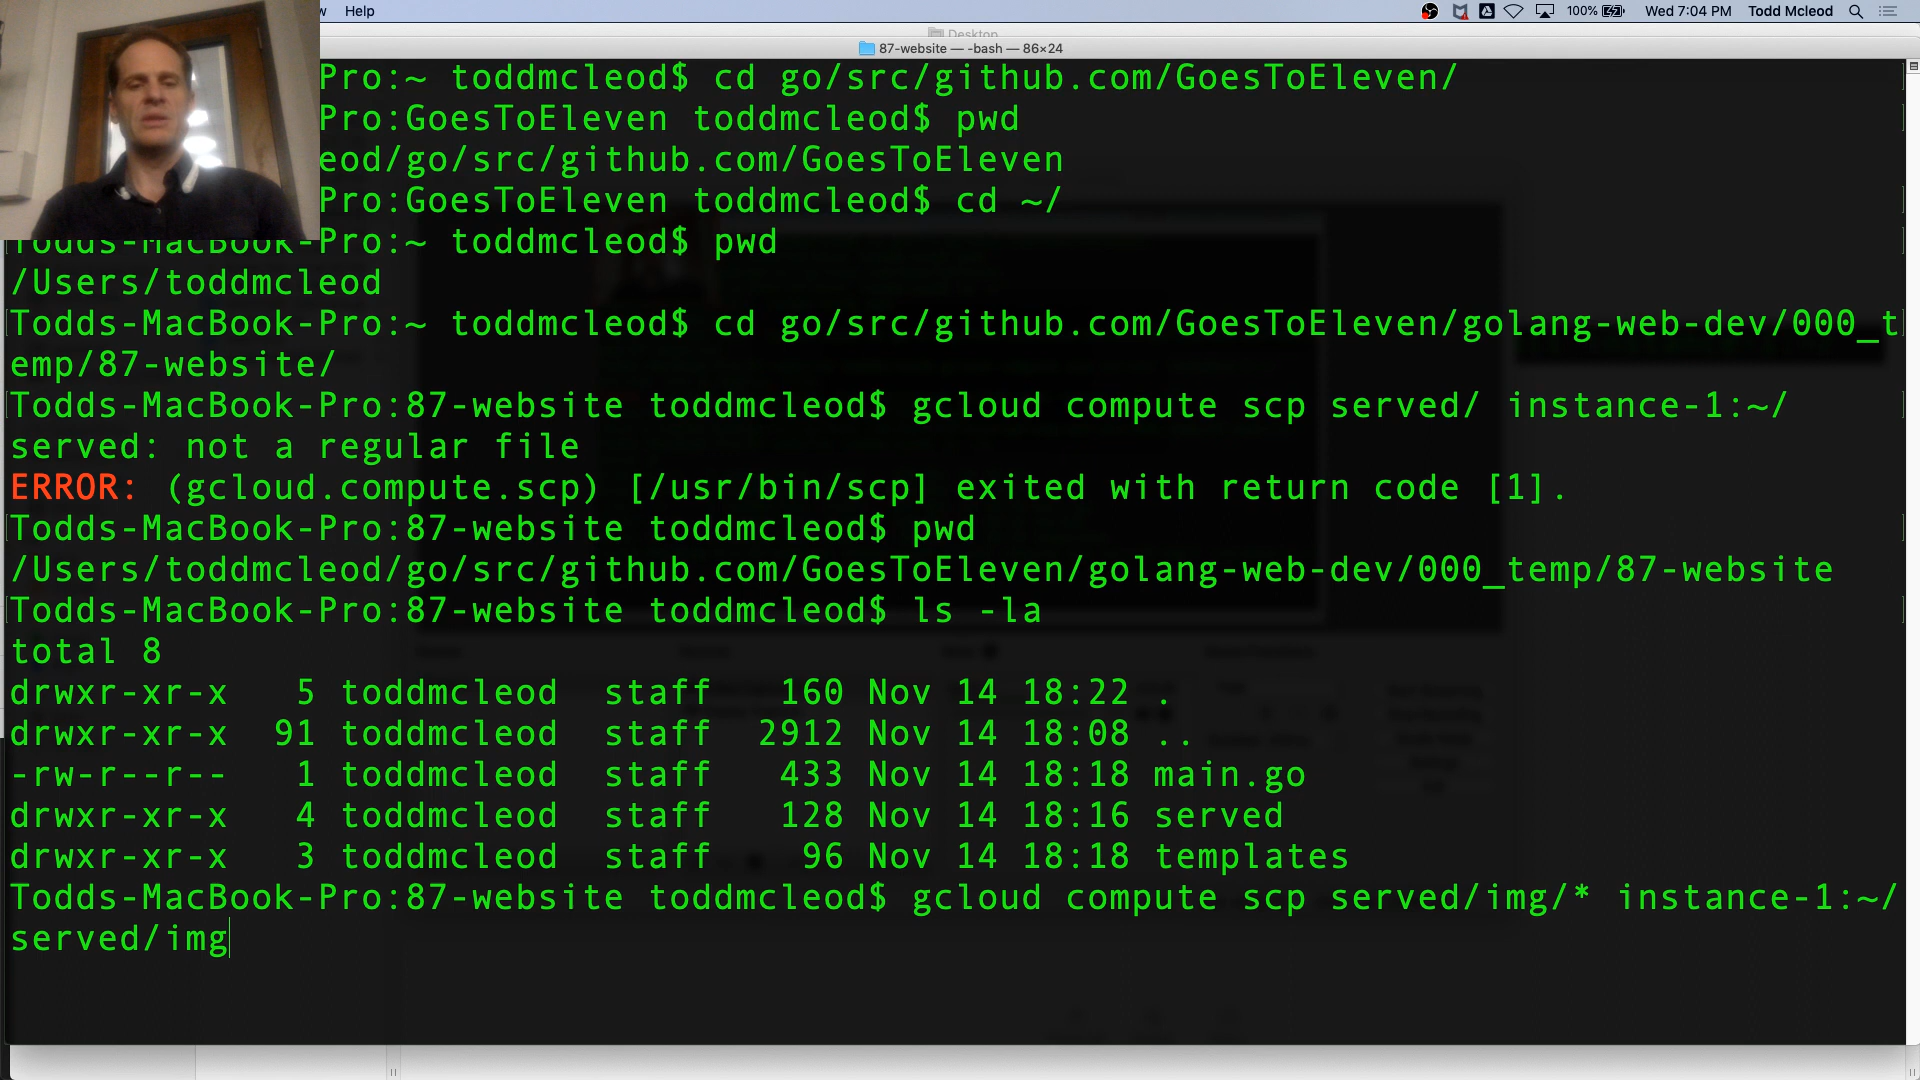 w Help 100% Wed 7:04 PM Todd Mcleod
Desktop
87-website — -bash — 86×24
Pro:~ toddmcleod$ cd go/src/github.com/GoesToEleven/
Pro:GoesToEleven toddmcleod$ pwd
eod/go/src/github.com/GoesToEleven
Pro:GoesToEleven toddmcleod$ cd ~/
Todds-MacBook-Pro:~ toddmcleod$ pwd
/Users/toddmcleod
Todds-MacBook-Pro:~ toddmcleod$ cd go/src/github.com/GoesToEleven/golang-web-dev/000_t
emp/87-website/
Todds-MacBook-Pro:87-website toddmcleod$ gcloud compute scp served/ instance-1:~/
served: not a regular file
ERROR: (gcloud.compute.scp) [/usr/bin/scp] exited with return code [1].
Todds-MacBook-Pro:87-website toddmcleod$ pwd
/Users/toddmcleod/go/src/github.com/GoesToEleven/golang-web-dev/000_temp/87-website
Todds-MacBook-Pro:87-website toddmcleod$ ls -la
total 8
drwxr-xr-x   5 toddmcleod  staff   160 Nov 14 18:22 .
drwxr-xr-x  91 toddmcleod  staff  2912 Nov 14 18:08 ..
-rw-r--r--   1 toddmcleod  staff   433 Nov 14 18:18 main.go
drwxr-xr-x   4 toddmcleod  staff   128 Nov 14 18:16 served
drwxr-xr-x   3 toddmcleod  staff    96 Nov 14 18:18 templates
Todds-MacBook-Pro:87-website toddmcleod$ gcloud compute scp served/img/* instance-1:~/
served/img